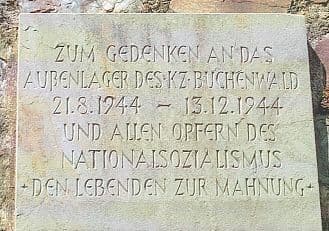 ZUM GEDENKEN AN DAS
AUßENLAGER DES·KZ·BUCHENWALD
21.8.1944 – 13.12.1944
UND ALLEN OPFERN DES
NATIONALSOZIALISMUS
+DEN LEBENDEN ZUR MAHNUNG+